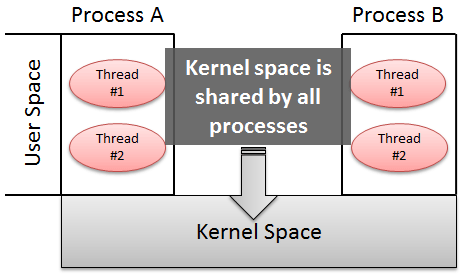 Process A
Process B
User Space
Thread
#1
Thread
#2
Kernel space is
shared by all
processes
Thread
#1
Thread
#2
Kernel Space